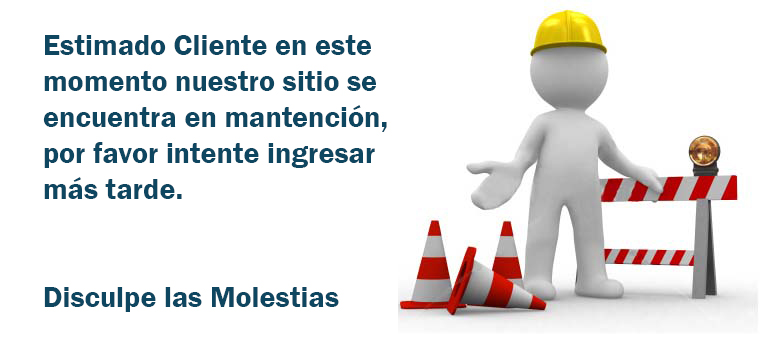 Estimado Cliente en este
momento nuestro sitio se
encuentra en mantención,
por favor intente ingresar
más tarde.
Disculpe las Molestias